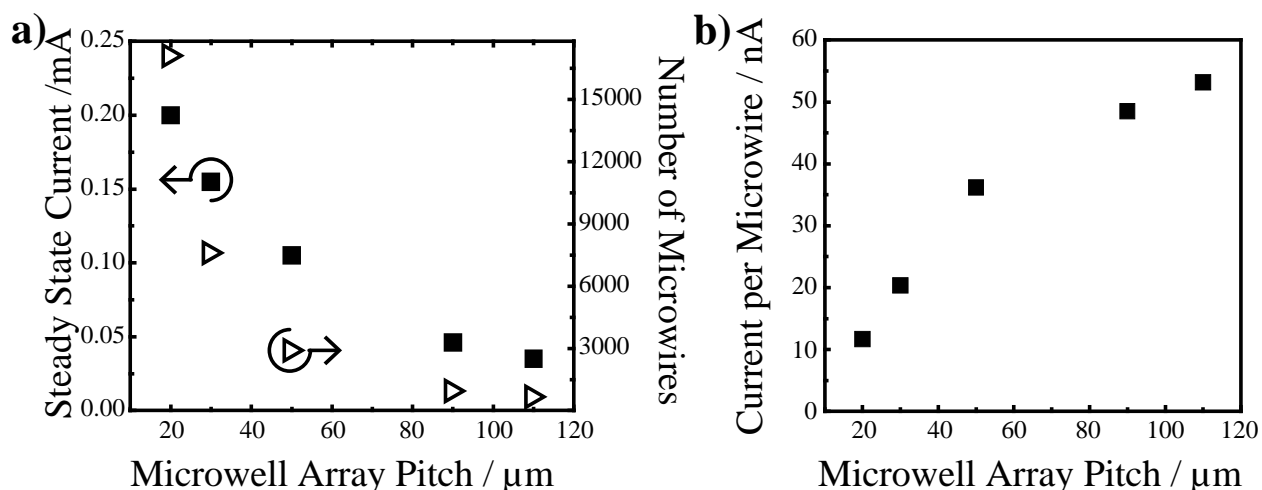 a)
Steady State Current /mA
0.25
0.20
0.15
0.10
0.05
0.00
20 40 60 80 100 120
Microwell Array Pitch / µm
15000
12000
9000
6000
3000
Number of Microwires
b)
Current per Microwire / nA
60
50
40
30
20
10
0
20 40 60 80 100 120
Microwell Array Pitch / µm